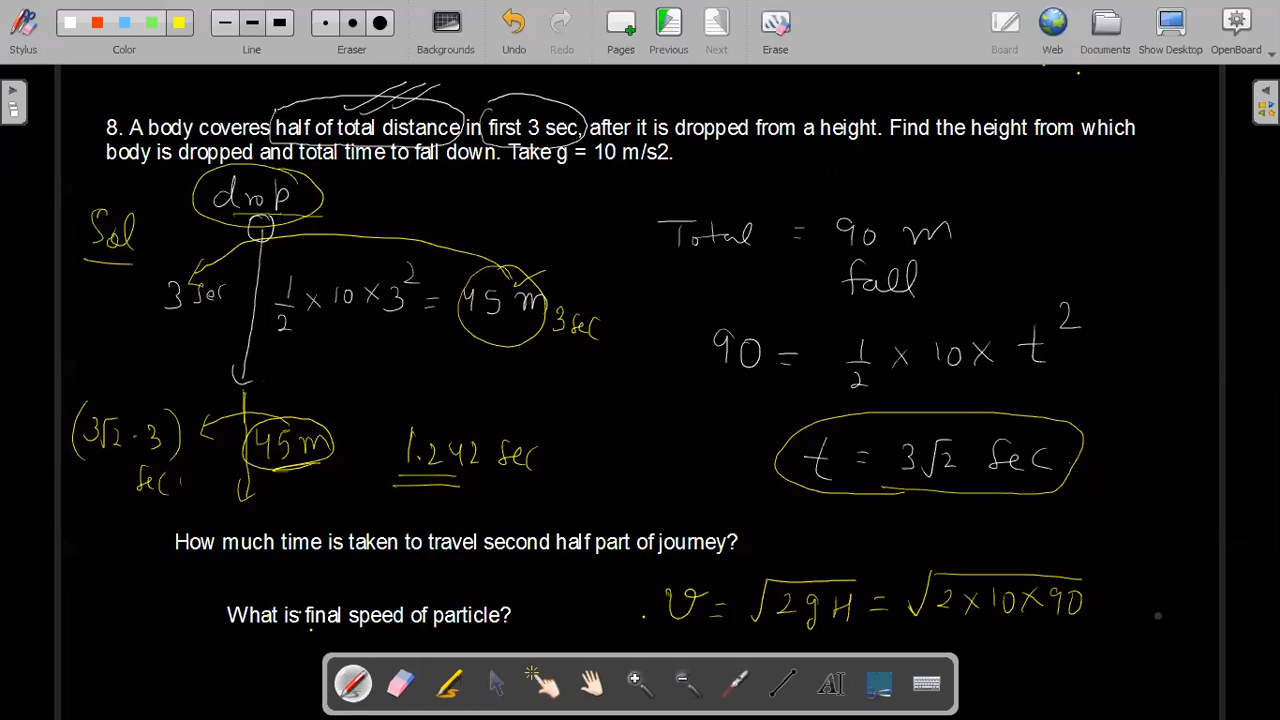 Stylus
Color
Line
Eraser
Backgrounds
Undo
Redo
Pages
Previous
Next
Erase
Board
Web
Documents
Show Desktop
OpenBoard
8. A body coveres half of total distance in first 3 sec, after it is dropped from a height. Find the height from which
body is dropped and total time to fall down. Take g = 10 m/s2.
drop
Sol
3 sec
1/2 × 10 × 3² = 45 m
3 sec
(3√2 - 3)
sec
45 m
1.242 sec
Total = 90 m
fall
90 = 1/2 × 10 × t²
t = 3√2 sec
How much time is taken to travel second half part of journey?
What is final speed of particle?
v = √2gH = √2×10×90
AI